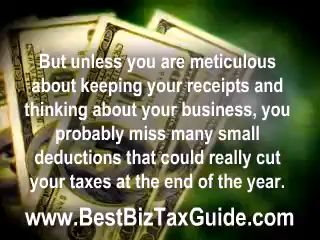 But unless you are meticulous
about keeping your receipts and
thinking about your business, you
probably miss many small
deductions that could really cut
your taxes at the end of the year.
www.BestBizTaxGuide.com